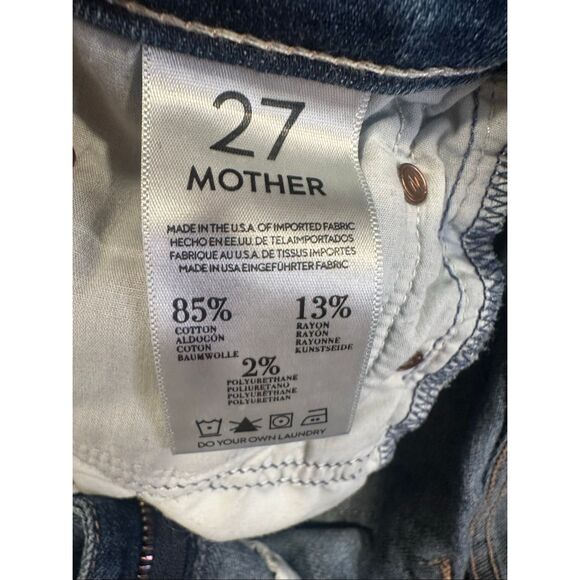 27
MOTHER
MADE IN THE U.S.A. OF IMPORTED FABRIC
HECHO EN EE.UU. DE TELA IMPORTADOS
FABRIQUE AU U.S.A. DE TISSUS IMPORTÉS
MADE IN USA EINGEFÜHRTER FABRIC
85% 13%
COTTON RAYON
ALDOGÓN RAYÓN
COTON RAYONNE
BAUMWOLLE KUNSTSEIDE
2%
POLYURETHANE
POLIURETANO
POLYURÉTHANE
POLYURETHAN
DO YOUR OWN LAUNDRY